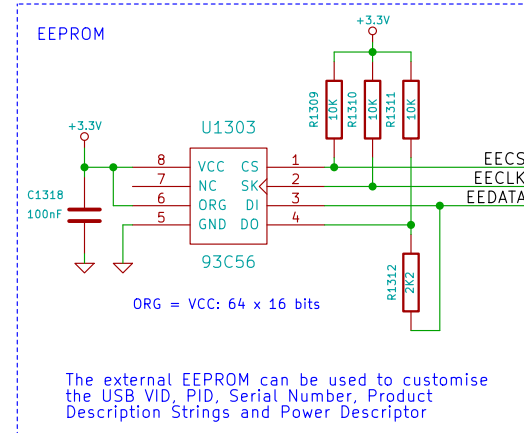 EEPROM
+3.3V
R1309
10K
R1310
10K
R1311
10K
+3.3V
U1303
C1318
100nF
8 VCC CS 1
7 NC SK 2
6 ORG DI 3
5 GND DO 4
EECS
EECLK
EEDATA
93C56
R1312
2K2
ORG = VCC: 64 x 16 bits
The external EEPROM can be used to customise
the USB VID, PID, Serial Number, Product
Description Strings and Power Descriptor